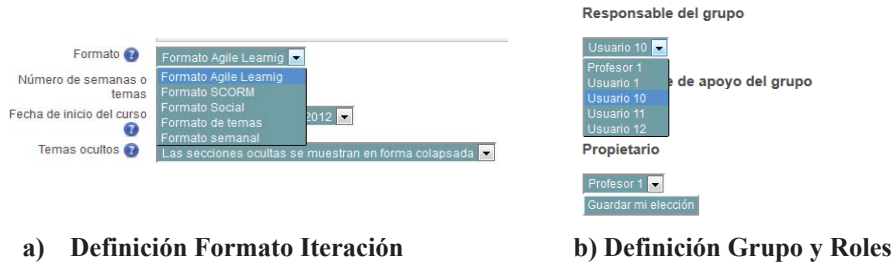 Formato
Formato Agile Learnig
Formato Agile Learnig
Formato SCORM
Formato Social
Formato de temas
Formato semanal
Número de semanas o
temas
Fecha de inicio del curso
2012
Temas ocultos
Las secciones ocultas se muestran en forma colapsada
a) Definición Formato Iteración
Responsable del grupo
Usuario 10
Profesor 1
Usuario 1
Usuario 10
Usuario 11
Usuario 12
de apoyo del grupo
Propietario
Profesor 1
Guardar mi elección
b) Definición Grupo y Roles